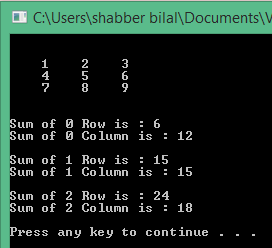 C:\Users\shabber bilal\Documents\V
1 2 3
4 5 6
7 8 9
Sum of 0 Row is : 6
Sum of 0 Column is : 12
Sum of 1 Row is : 15
Sum of 1 Column is : 15
Sum of 2 Row is : 24
Sum of 2 Column is : 18
Press any key to continue . . .